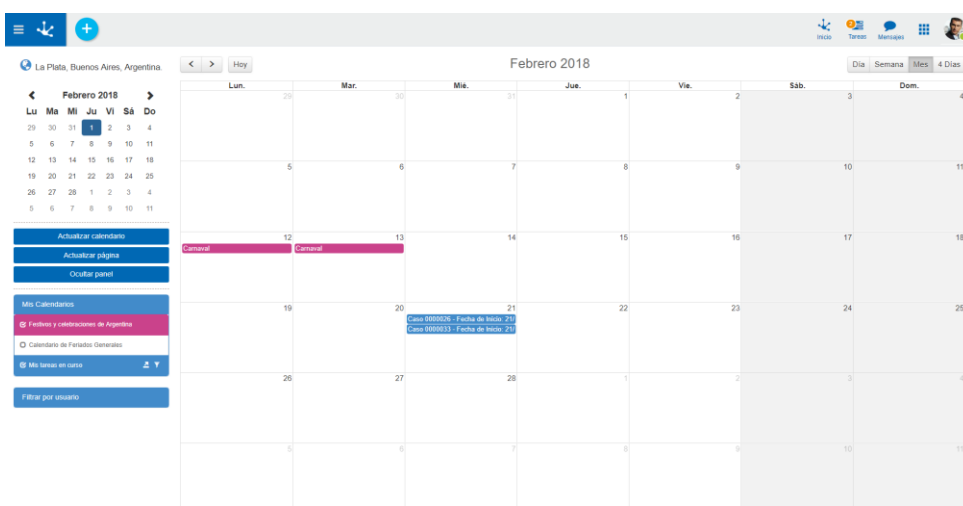 Inicio
2
Tareas
Mensajes
La Plata, Buenos Aires, Argentina.
Hoy
Febrero 2018
Día Semana Mes 4 Días
Febrero 2018
Lu Ma Mi Ju Vi Sá Do
29 30 31 1 2 3 4
5 6 7 8 9 10 11
12 13 14 15 16 17 18
19 20 21 22 23 24 25
26 27 28 1 2 3 4
5 6 7 8 9 10 11
Actualizar calendario
Actualizar página
Ocultar panel
Mis Calendarios
Festivos y celebraciones de Argentina
Calendario de Feriados Generales
Mis tareas en curso
Filtrar por usuario
Lun. Mar. Mié. Jue. Vie. Sáb. Dom.
29 30 31 1 2 3 4
5 6 7 8 9 10 11
12 13 14 15 16 17 18
Carnaval Carnaval
19 20 21 22 23 24 25
Caso 0000026 - Fecha de Inicio: 21/
Caso 0000033 - Fecha de Inicio: 21/
26 27 28 1 2 3 4
5 6 7 8 9 10 11